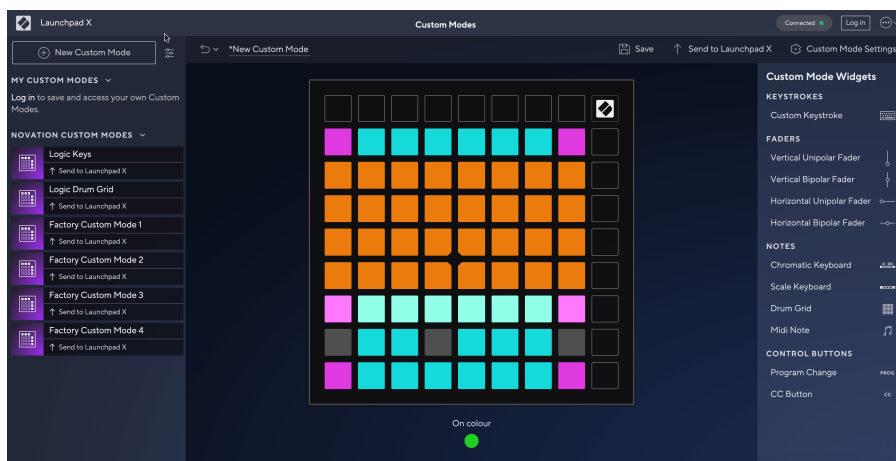 Launchpad X
Custom Modes
Connected
Log in
New Custom Mode
*New Custom Mode
Save
Send to Launchpad X
Custom Mode Settings
MY CUSTOM MODES
Log in to save and access your own Custom
Modes.
NOVATION CUSTOM MODES
Logic Keys
Send to Launchpad X
Logic Drum Grid
Send to Launchpad X
Factory Custom Mode 1
Send to Launchpad X
Factory Custom Mode 2
Send to Launchpad X
Factory Custom Mode 3
Send to Launchpad X
Factory Custom Mode 4
Send to Launchpad X
On colour
Custom Mode Widgets
KEYSTROKES
Custom Keystroke
FADERS
Vertical Unipolar Fader
Vertical Bipolar Fader
Horizontal Unipolar Fader
Horizontal Bipolar Fader
NOTES
Chromatic Keyboard
Scale Keyboard
Drum Grid
Midi Note
CONTROL BUTTONS
Program Change PROG
CC Button CC